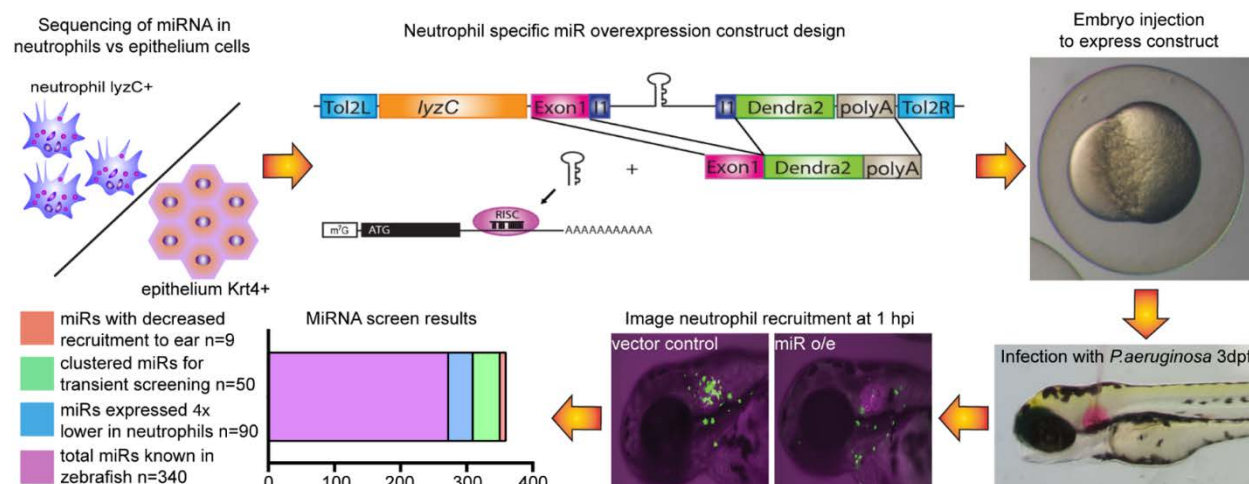 Sequencing of miRNA in
neutrophils vs epithelium cells
neutrophil lyzC+
epithelium Krt4+
Neutrophil specific miR overexpression construct design
Tol2L lyzC Exon1 I1 I1 Dendra2 polyA Tol2R
+ Exon1 Dendra2 polyA
RISC
m⁷G ATG AAAAAAAAAAA
Embryo injection
to express construct
Infection with P.aeruginosa 3dpf
Image neutrophil recruitment at 1 hpi
vector control miR o/e
MiRNA screen results
0 100 200 300 400
miRs with decreased
recruitment to ear n=9
clustered miRs for
transient screening n=50
miRs expressed 4x
lower in neutrophils n=90
total miRs known in
zebrafish n=340